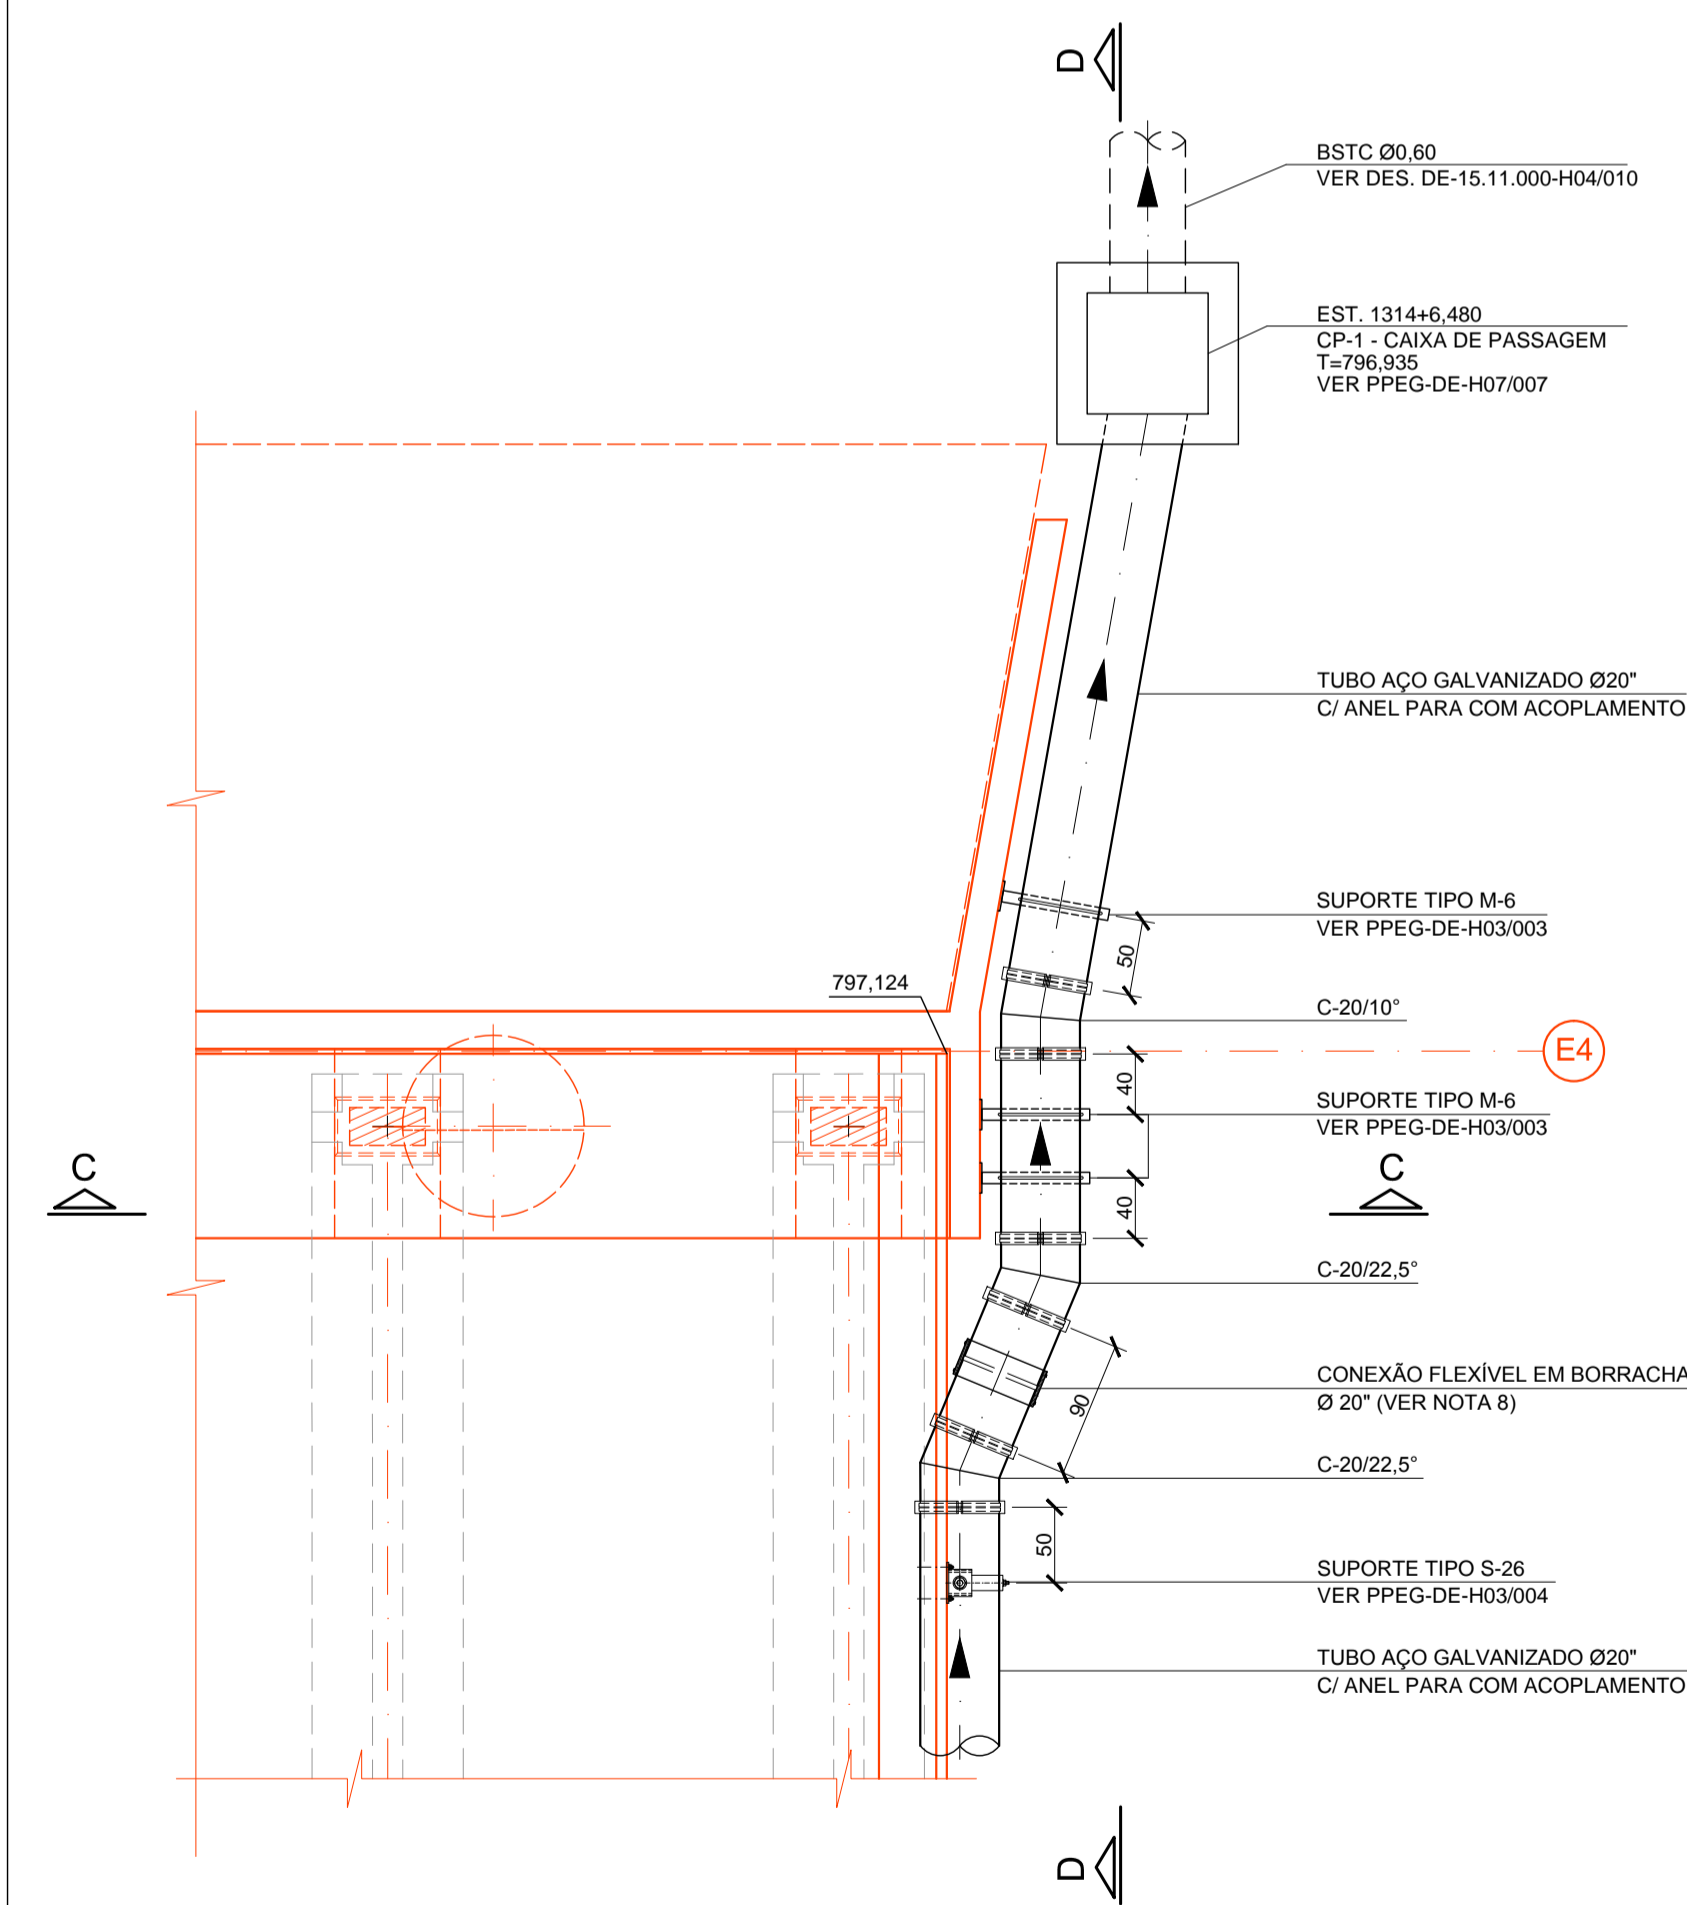 D
BSTC Ø0,60
VER DES. DE-15.11.000-H04/010
EST. 1314+6,480
CP-1 - CAIXA DE PASSAGEM
T=796,935
VER PPEG-DE-H07/007
TUBO AÇO GALVANIZADO Ø20"
C/ ANEL PARA COM ACOPLAMENTO
SUPORTE TIPO M-6
VER PPEG-DE-H03/003
50
797,124
C-20/10°
E4
40
SUPORTE TIPO M-6
VER PPEG-DE-H03/003
C
C
40
C-20/22,5°
CONEXÃO FLEXÍVEL EM BORRACHA
Ø 20" (VER NOTA 8)
90
C-20/22,5°
50
SUPORTE TIPO S-26
VER PPEG-DE-H03/004
TUBO AÇO GALVANIZADO Ø20"
C/ ANEL PARA COM ACOPLAMENTO
D